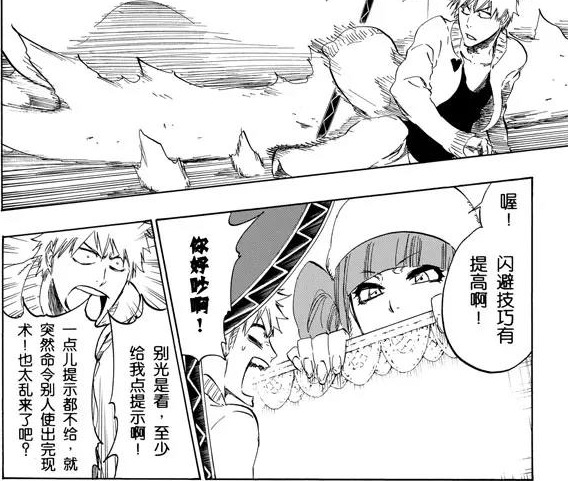 喔！
闪避技巧有
提高啊！
你好吵啊！
别光是看，至少
给我点提示啊！
一点儿提示都不给，就
突然命令别人使出完现
术！也太乱来了吧？